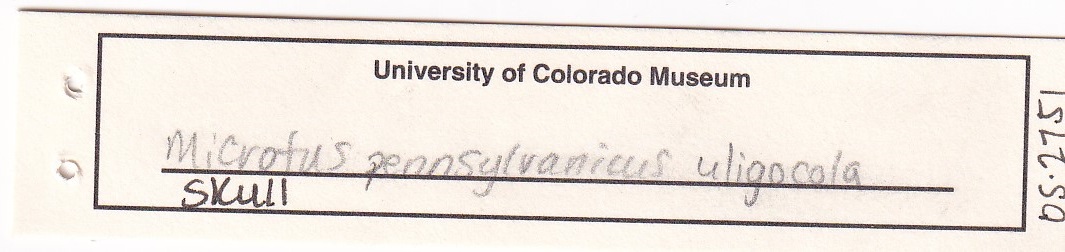 University of Colorado Museum
Microtus pennsylvanicus uligocola
Skull
DS.2751